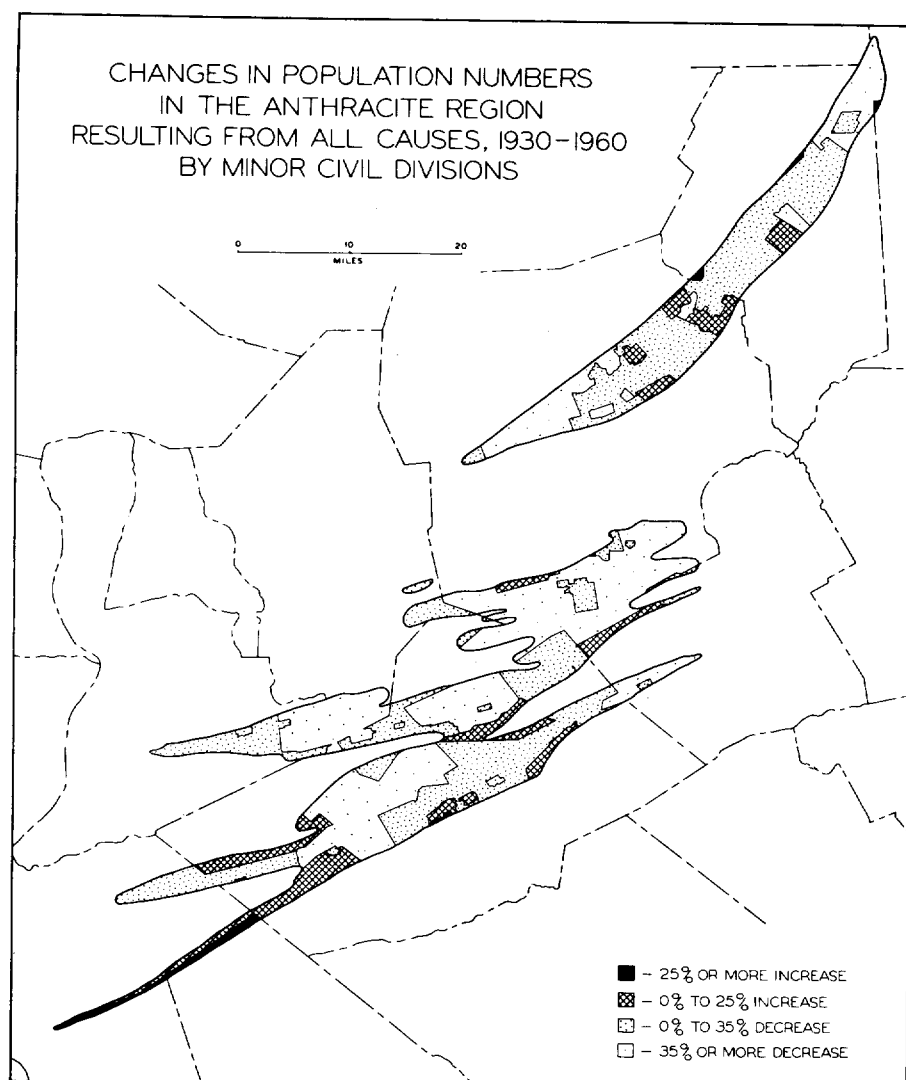 CHANGES IN POPULATION NUMBERS
IN THE ANTHRACITE REGION
RESULTING FROM ALL CAUSES, 1930-1960
BY MINOR CIVIL DIVISIONS
0 10 20
MILES
- 25% OR MORE INCREASE
- 0% TO 25% INCREASE
- 0% TO 35% DECREASE
- 35% OR MORE DECREASE